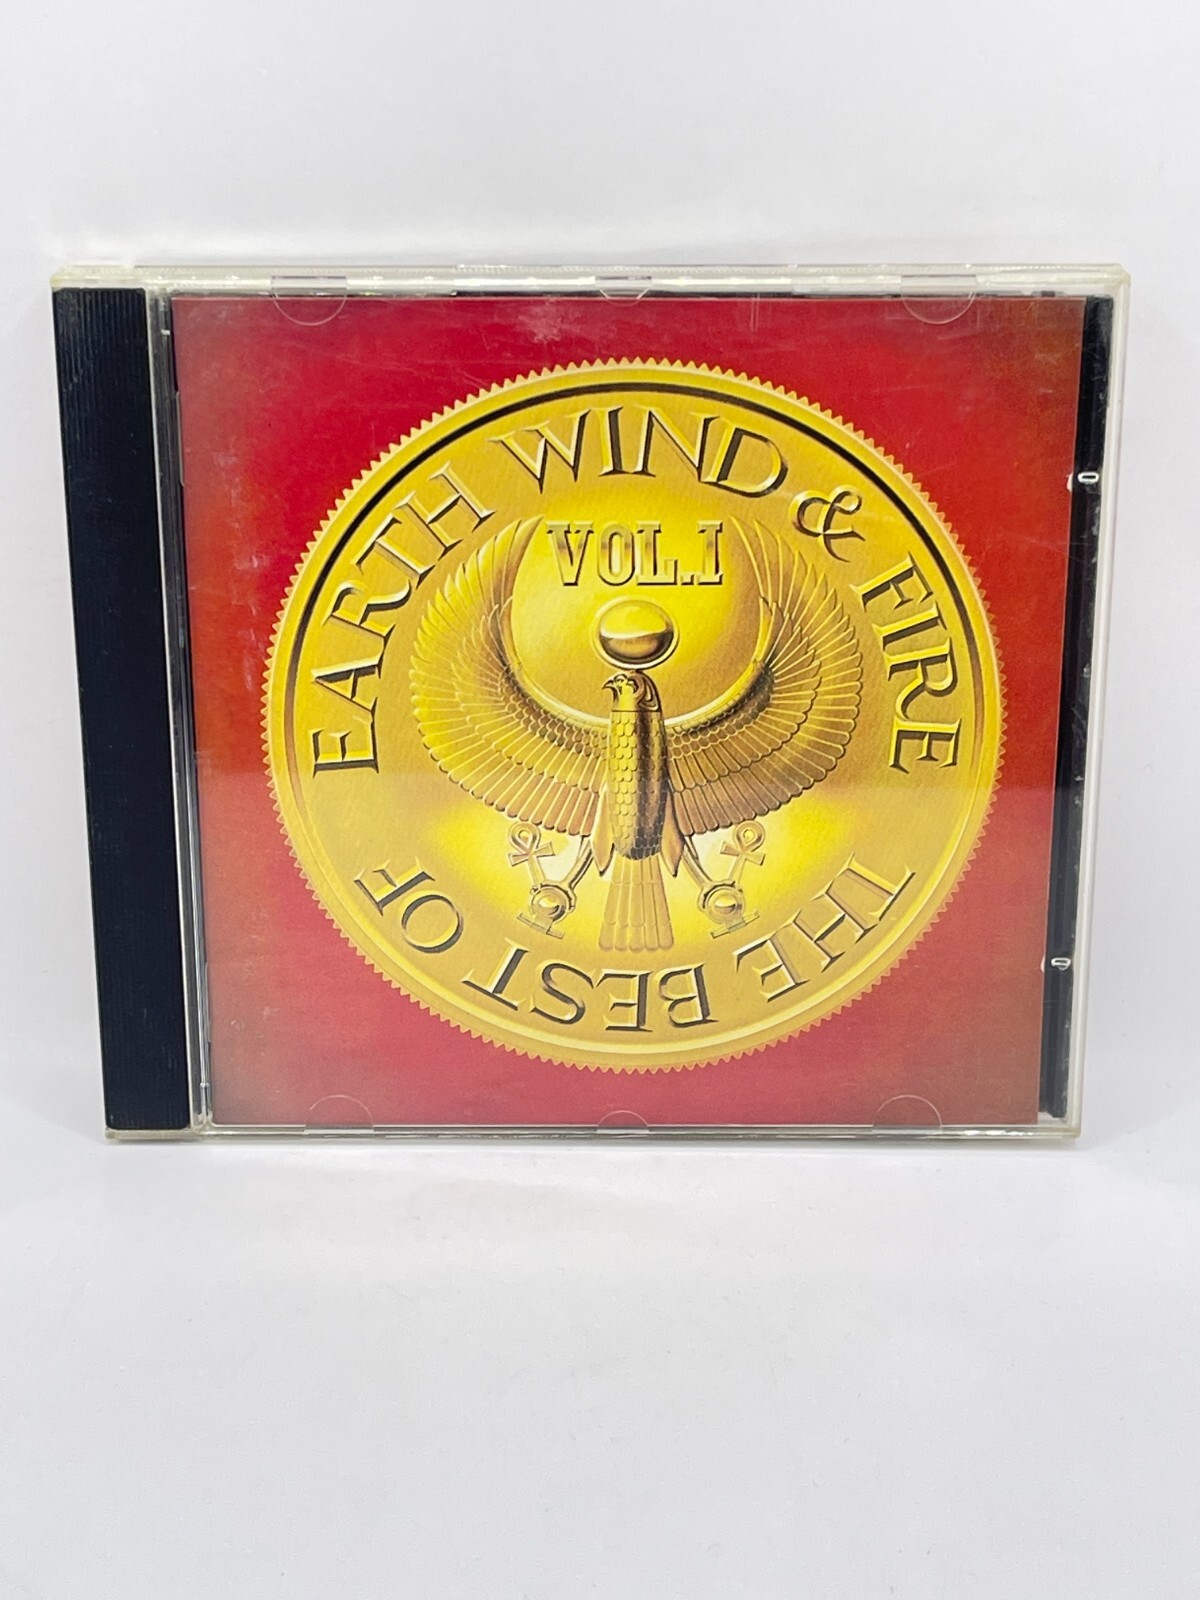 EARTH WIND & FIRE
VOL.I
THE BEST OF